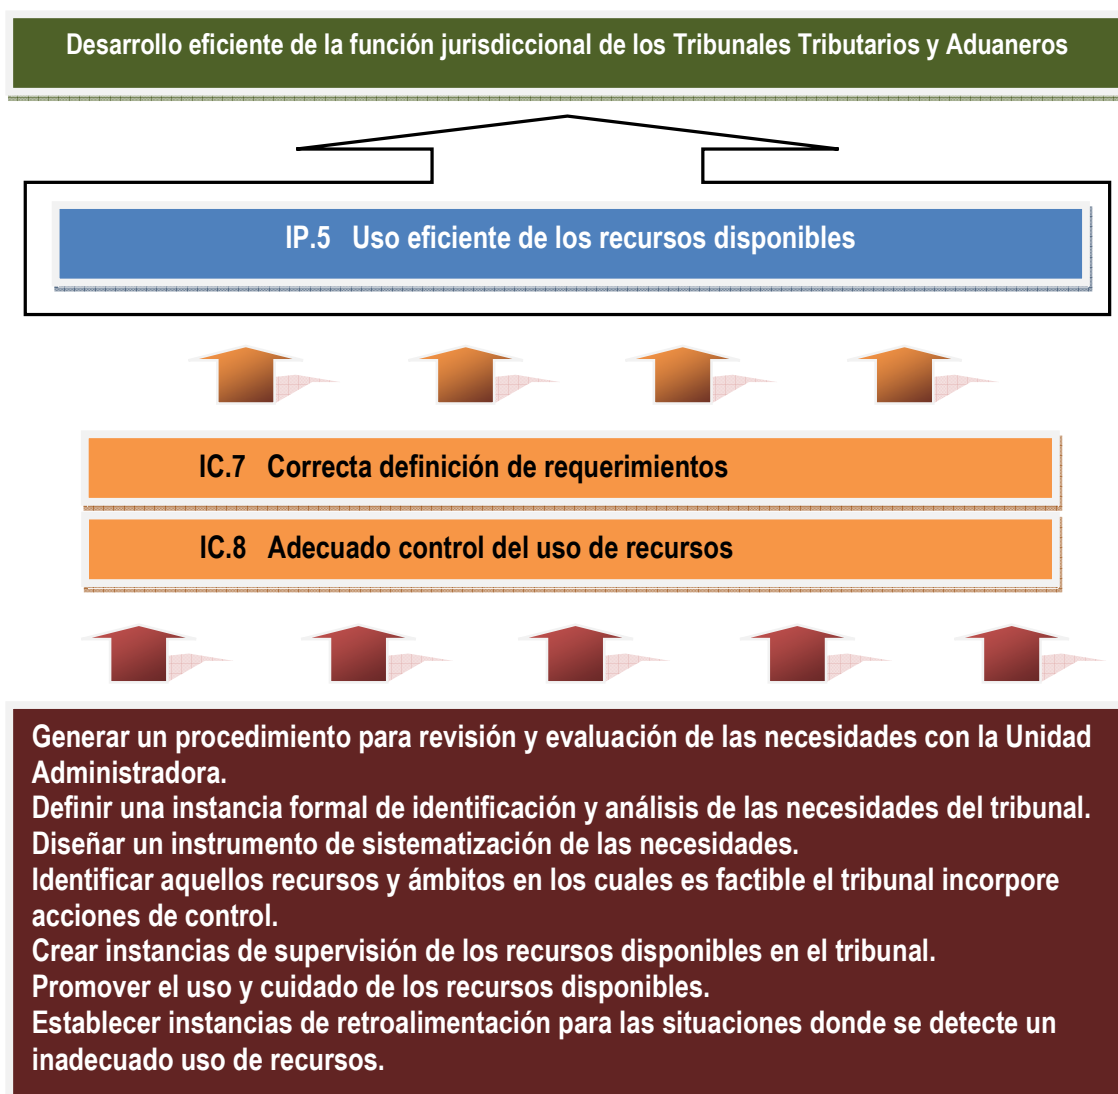 Desarrollo eficiente de la función jurisdiccional de los Tribunales Tributarios y Aduaneros
IP.5 Uso eficiente de los recursos disponibles
IC.7 Correcta definición de requerimientos
IC.8 Adecuado control del uso de recursos
Generar un procedimiento para revisión y evaluación de las necesidades con la Unidad
Administradora.
Definir una instancia formal de identificación y análisis de las necesidades del tribunal.
Diseñar un instrumento de sistematización de las necesidades.
Identificar aquellos recursos y ámbitos en los cuales es factible el tribunal incorpore
acciones de control.
Crear instancias de supervisión de los recursos disponibles en el tribunal.
Promover el uso y cuidado de los recursos disponibles.
Establecer instancias de retroalimentación para las situaciones donde se detecte un
inadecuado uso de recursos.